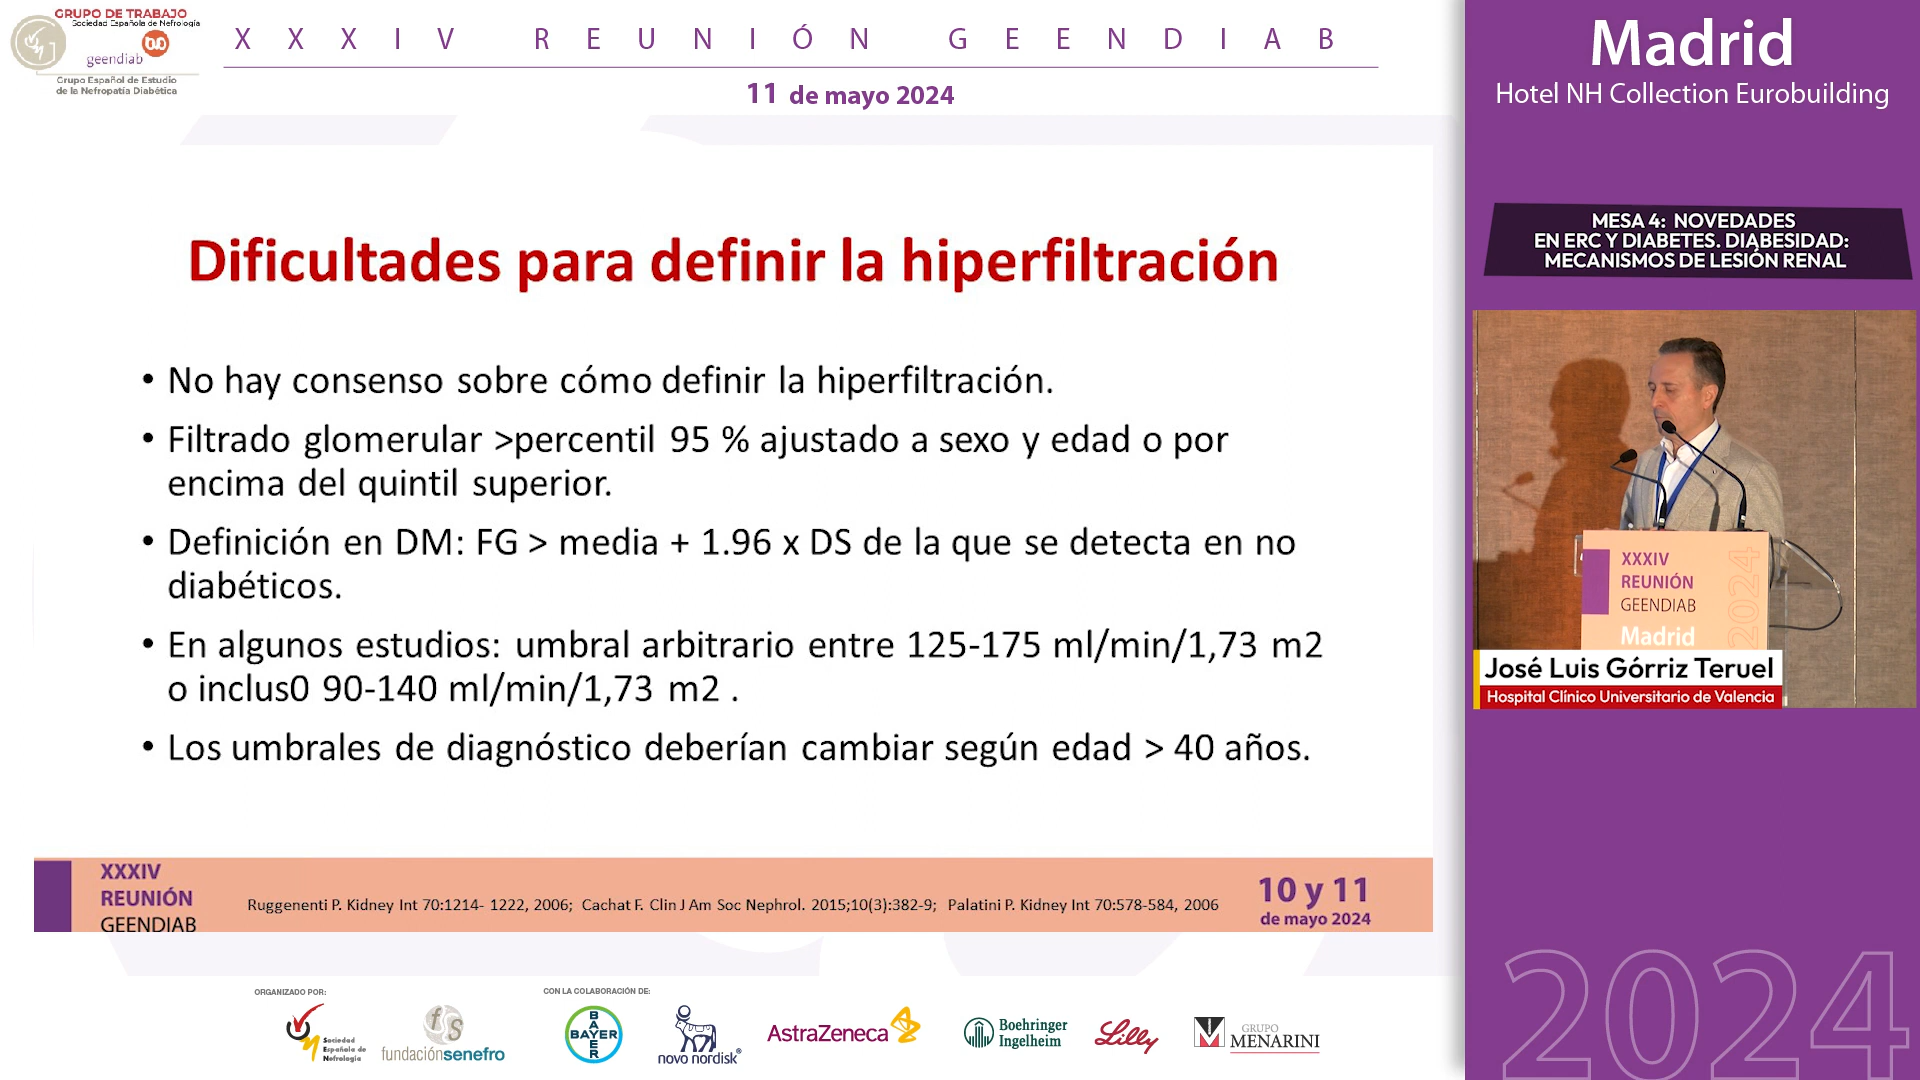 GRUPO DE TRABAJO
Sociedad Española de Nefrología
geendiab
Grupo Español de Estudio
de la Nefropatía Diabética
XXXIV REUNIÓN GEENDIAB
11 de mayo 2024
Madrid
Hotel NH Collection Eurobuilding
MESA 4: NOVEDADES
EN ERC Y DIABETES. DIABESIDAD:
MECANISMOS DE LESIÓN RENAL
Dificultades para definir la hiperfiltración
• No hay consenso sobre cómo definir la hiperfiltración.
• Filtrado glomerular >percentil 95 % ajustado a sexo y edad o por
encima del quintil superior.
• Definición en DM: FG > media + 1.96 x DS de la que se detecta en no
diabéticos.
• En algunos estudios: umbral arbitrario entre 125-175 ml/min/1,73 m2
o inclus0 90-140 ml/min/1,73 m2 .
• Los umbrales de diagnóstico deberían cambiar según edad > 40 años.
XXXIV
REUNIÓN
GEENDIAB
Ruggenenti P. Kidney Int 70:1214- 1222, 2006; Cachat F. Clin J Am Soc Nephrol. 2015;10(3):382-9; Palatini P. Kidney Int 70:578-584, 2006
10 y 11
de mayo 2024
XXXIV
REUNIÓN
GEENDIAB
Madrid
2024
José Luis Górriz Teruel
Hospital Clínico Universitario de Valencia
2024
ORGANIZADO POR:
Sociedad
Española de
Nefrología
fundaciónsenefro
CON LA COLABORACIÓN DE:
BAYER
BAYER
novo nordisk
AstraZeneca
Boehringer
Ingelheim
Lilly
GRUPO
MENARINI